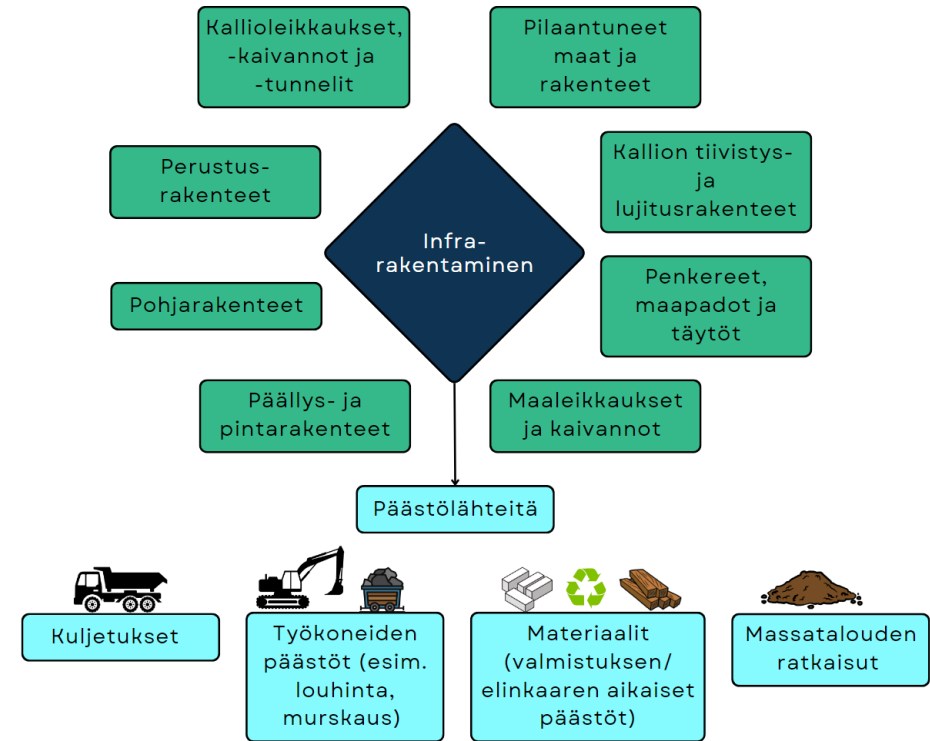 Kallioleikkaukset,
-kaivannot ja
-tunnelit
Pilaantuneet
maat ja
rakenteet
Perustus-
rakenteet
Kallion tiivistys-
ja
lujitusrakenteet
Infra-
rakentaminen
Pohjarakenteet
Penkereet,
maapadot ja
täytöt
Päällys- ja
pintarakenteet
Maaleikkaukset
ja kaivannot
Päästölähteitä
Kuljetukset
Työkoneiden
päästöt (esim.
louhinta,
murskaus)
Materiaalit
(valmistuksen/
elinkaaren aikaiset
päästöt)
Massatalouden
ratkaisut